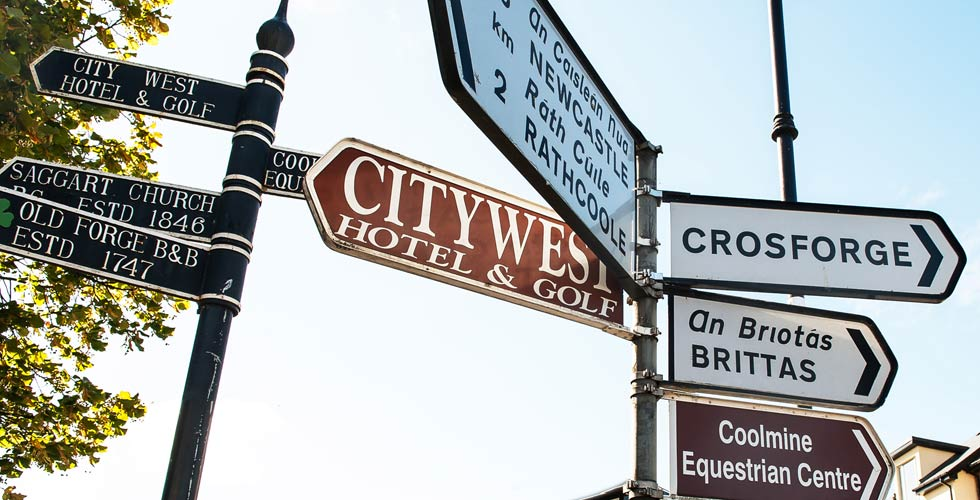 CITY WEST
HOTEL & GOLF
SAGGART CHURCH
ESTD 1846
OLD FORGE B&B
ESTD 1747
CITYWEST
HOTEL & GOLF
km
An Caisleán Nua
NEWCASTLE
2
Ráth Cúile
RATHCOOLE
CROSFORGE
An Briotás
BRITTAS
Coolmine
Equestrian Centre